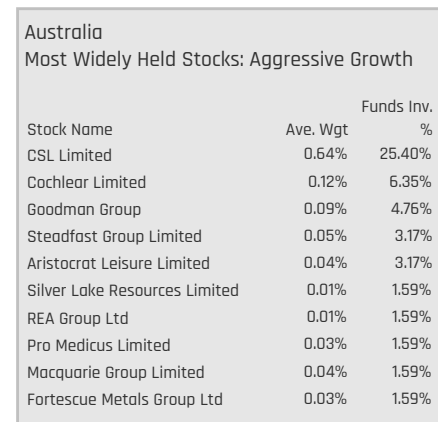 Australia
Most Widely Held Stocks: Aggressive Growth
Funds Inv.
Stock Name Ave. Wgt %
CSL Limited 0.64% 25.40%
Cochlear Limited 0.12% 6.35%
Goodman Group 0.09% 4.76%
Steadfast Group Limited 0.05% 3.17%
Aristocrat Leisure Limited 0.04% 3.17%
Silver Lake Resources Limited 0.01% 1.59%
REA Group Ltd 0.01% 1.59%
Pro Medicus Limited 0.03% 1.59%
Macquarie Group Limited 0.04% 1.59%
Fortescue Metals Group Ltd 0.03% 1.59%